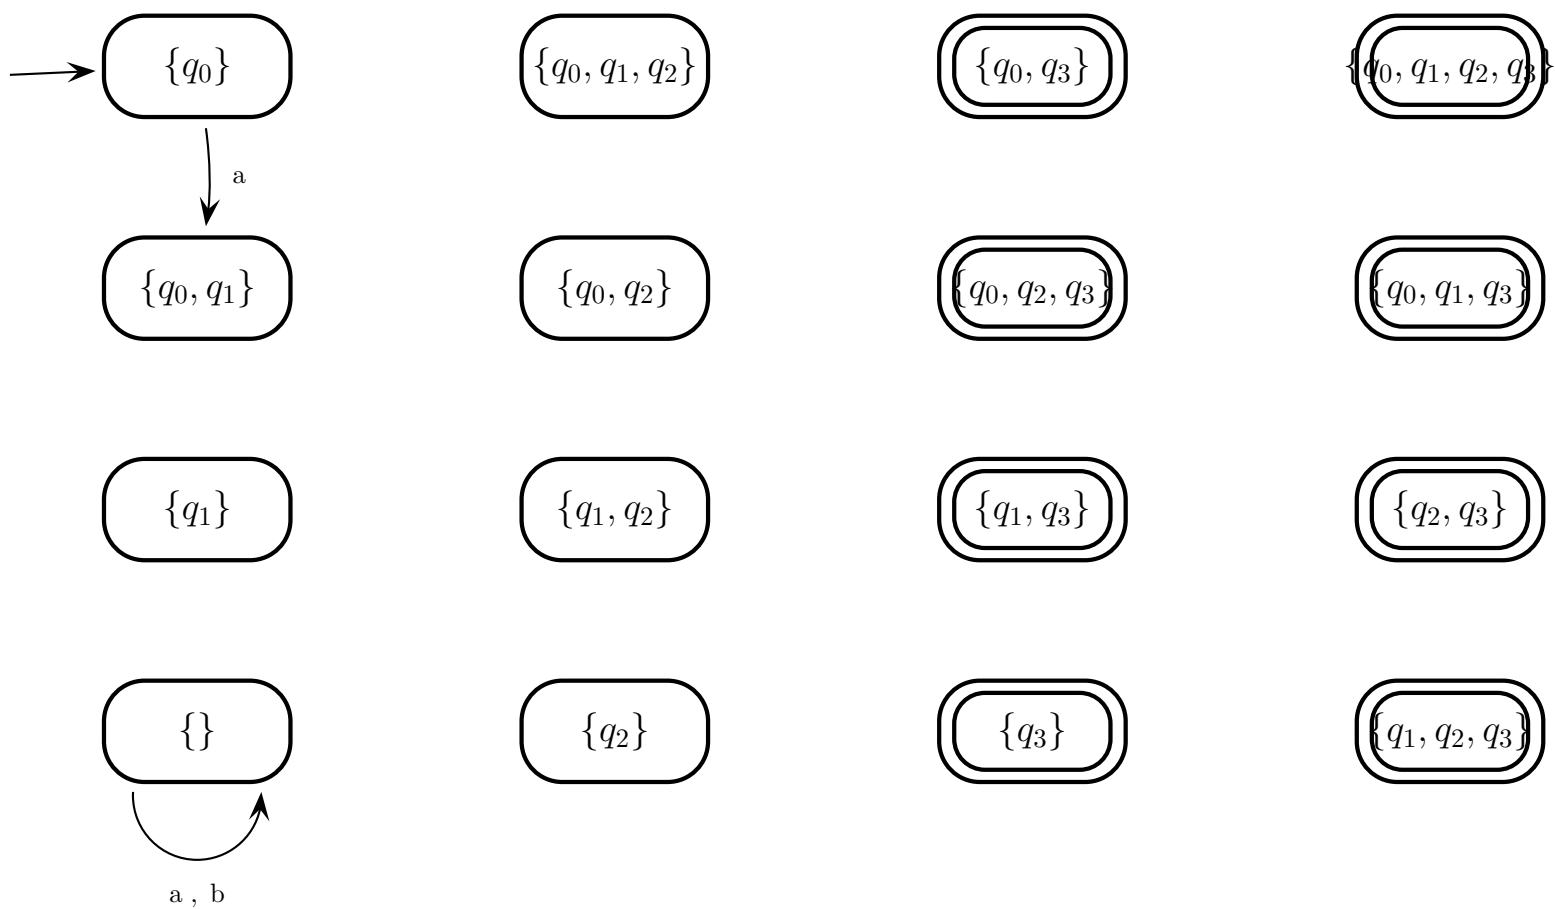 {q₀} {q₀, q₁, q₂} {q₀, q₃} {q₀, q₁, q₂, q₃}
a
{q₀, q₁} {q₀, q₂} {q₀, q₂, q₃} {q₀, q₁, q₃}
{q₁} {q₁, q₂} {q₁, q₃} {q₂, q₃}
{} {q₂} {q₃} {q₁, q₂, q₃}
a , b